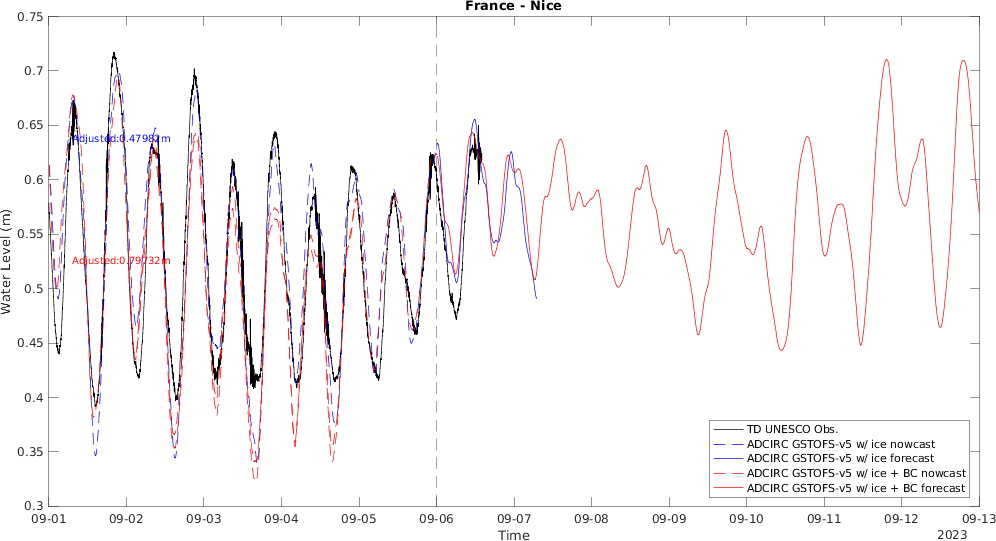 France - Nice
0.75
0.7
0.65
0.6
0.55
0.5
0.45
0.4
0.35
0.3
Water Level (m)
Adjusted:0.47982m
Adjusted:0.79732m
TD UNESCO Obs.
ADCIRC GSTOFS-v5 w/ ice nowcast
ADCIRC GSTOFS-v5 w/ ice forecast
ADCIRC GSTOFS-v5 w/ ice + BC nowcast
ADCIRC GSTOFS-v5 w/ ice + BC forecast
09-01 09-02 09-03 09-04 09-05 09-06 09-07 09-08 09-09 09-10 09-11 09-12 09-13
Time
2023